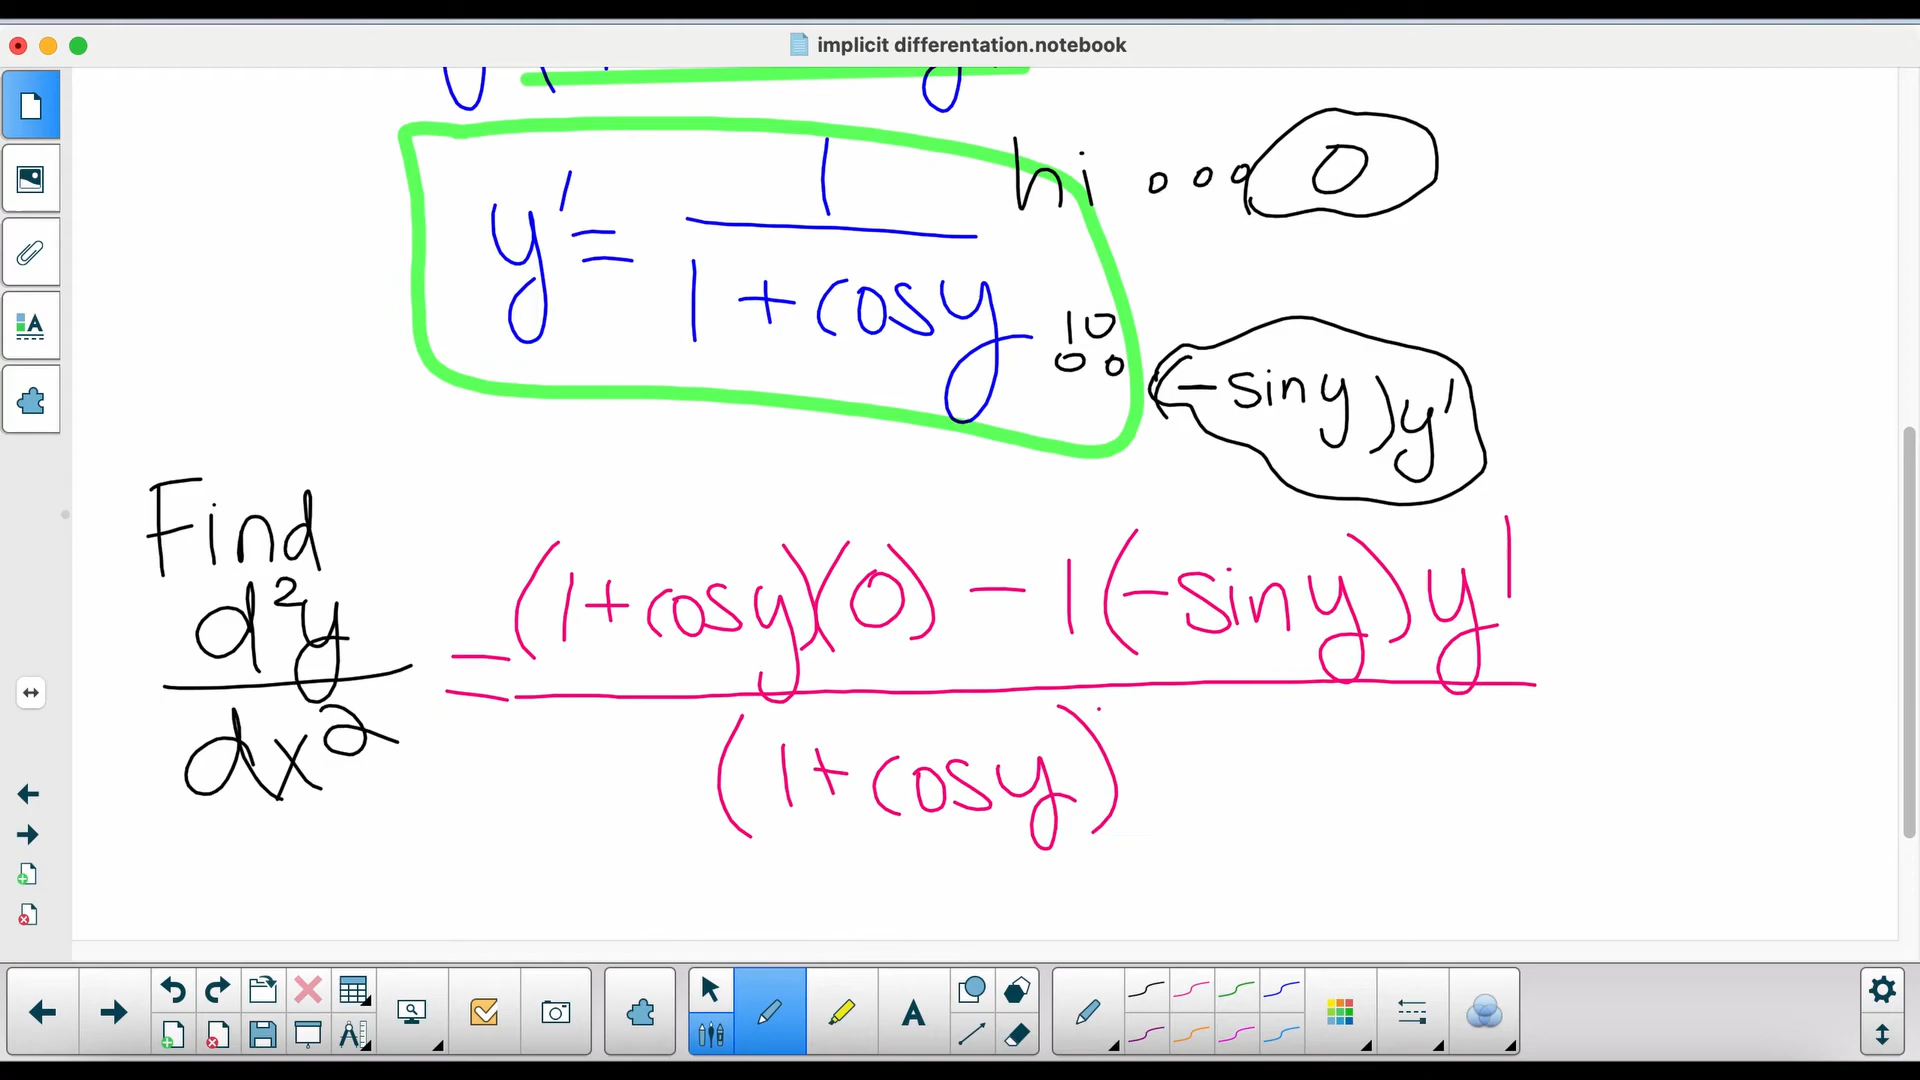 implicit differentation.notebook
y' = 1 / 1 + cosy
hi
0
lo
(-siny)y'
Find
d²y / dx²
= (1+cosy)(0) - 1(-siny)y' / (1+cosy)
A
A